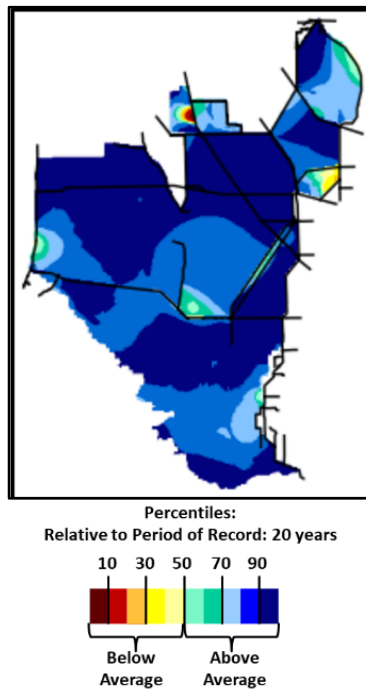 Percentiles:
Relative to Period of Record: 20 years
10 30 50 70 90
Below Above
Average Average